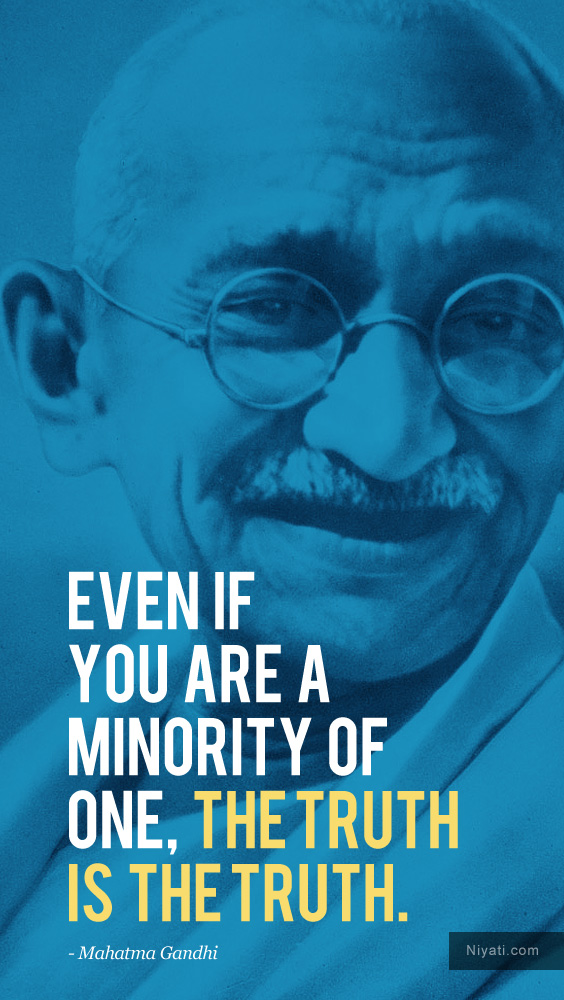 EVEN IF
YOU ARE A
MINORITY OF
ONE, THE TRUTH
IS THE TRUTH.
- Mahatma Gandhi
Niyati.com